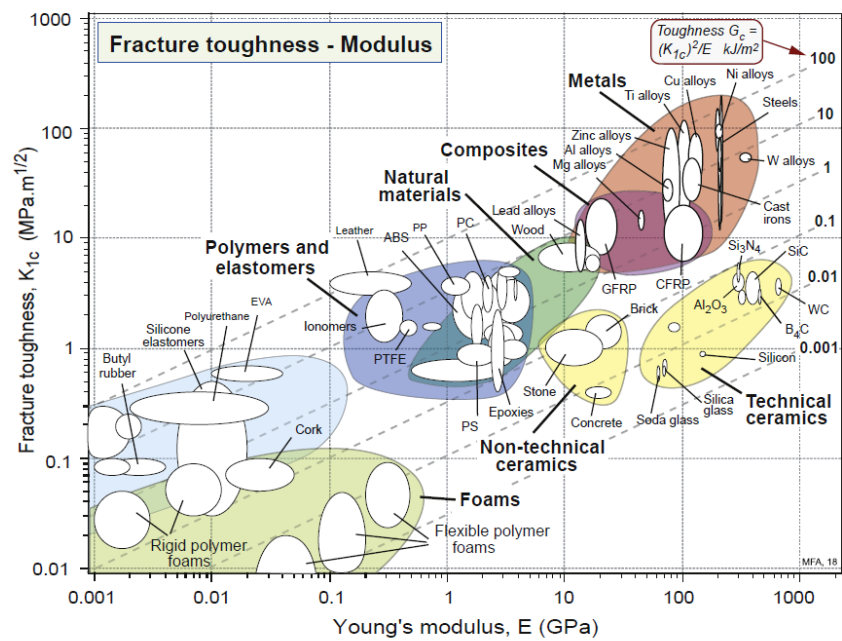 Fracture toughness - Modulus
Toughness G_c =
(K_1c)²/E kJ/m²
1000
100
10
1
0.1
0.01
Fracture toughness, K_1c (MPa.m^1/2)
0.001
0.01
0.1
1
10
100
1000
Young's modulus, E (GPa)
100
10
1
0.1
0.01
0.001
Metals
Ti alloys
Cu alloys
Ni alloys
Steels
Zinc alloys
Al alloys
Mg alloys
W alloys
Cast
irons
Composites
GFRP
CFRP
Natural
materials
Lead alloys
Wood
Polymers and
elastomers
Leather
ABS
PP
PC
Ionomers
PTFE
PS
Epoxies
EVA
Polyurethane
Silicone
elastomers
Butyl
rubber
Cork
Foams
Rigid polymer
foams
Flexible polymer
foams
Brick
Stone
Concrete
Non-technical
ceramics
Si₃N₄
SiC
Al₂O₃
WC
B₄C
Silicon
Silica
glass
Soda glass
Technical
ceramics
MFA, 18